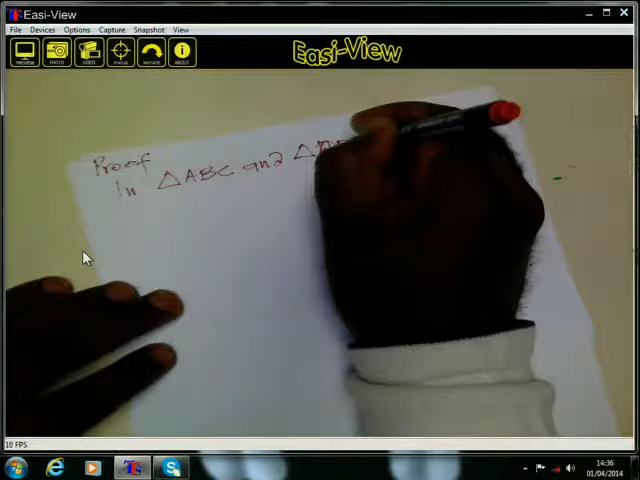 Easi-View
File Devices Options Capture Snapshot View
PREVIEW PHOTO VIDEO FOCUS ROTATE ABOUT Easi-View
Proof
In △ABC and △
10 FPS
14:36
01/04/2014